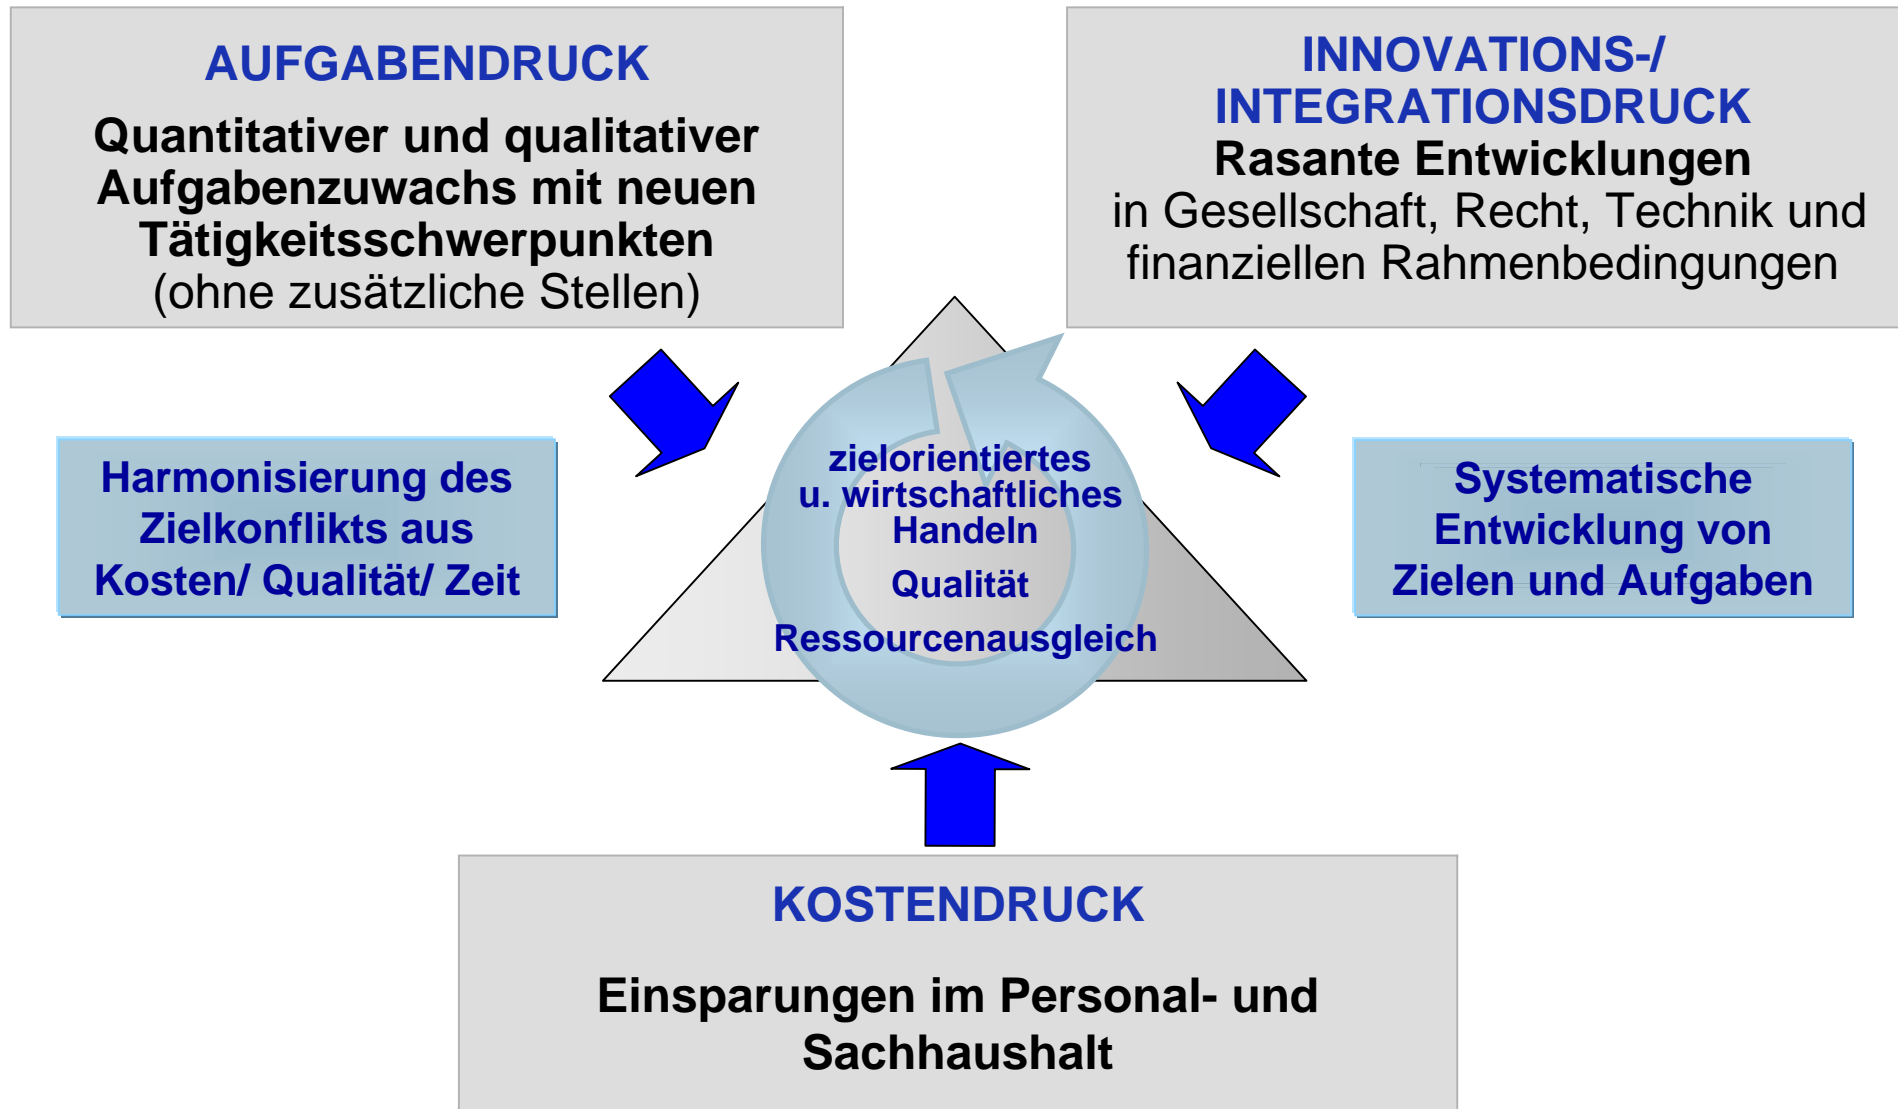 AUFGABENDRUCK
Quantitativer und qualitativer
Aufgabenzuwachs mit neuen
Tätigkeitsschwerpunkten
(ohne zusätzliche Stellen)
INNOVATIONS-/
INTEGRATIONSDRUCK
Rasante Entwicklungen
in Gesellschaft, Recht, Technik und
finanziellen Rahmenbedingungen
Harmonisierung des
Zielkonflikts aus
Kosten/ Qualität/ Zeit
zielorientiertes
u. wirtschaftliches
Handeln
Qualität
Ressourcenausgleich
Systematische
Entwicklung von
Zielen und Aufgaben
KOSTENDRUCK
Einsparungen im Personal- und
Sachhaushalt